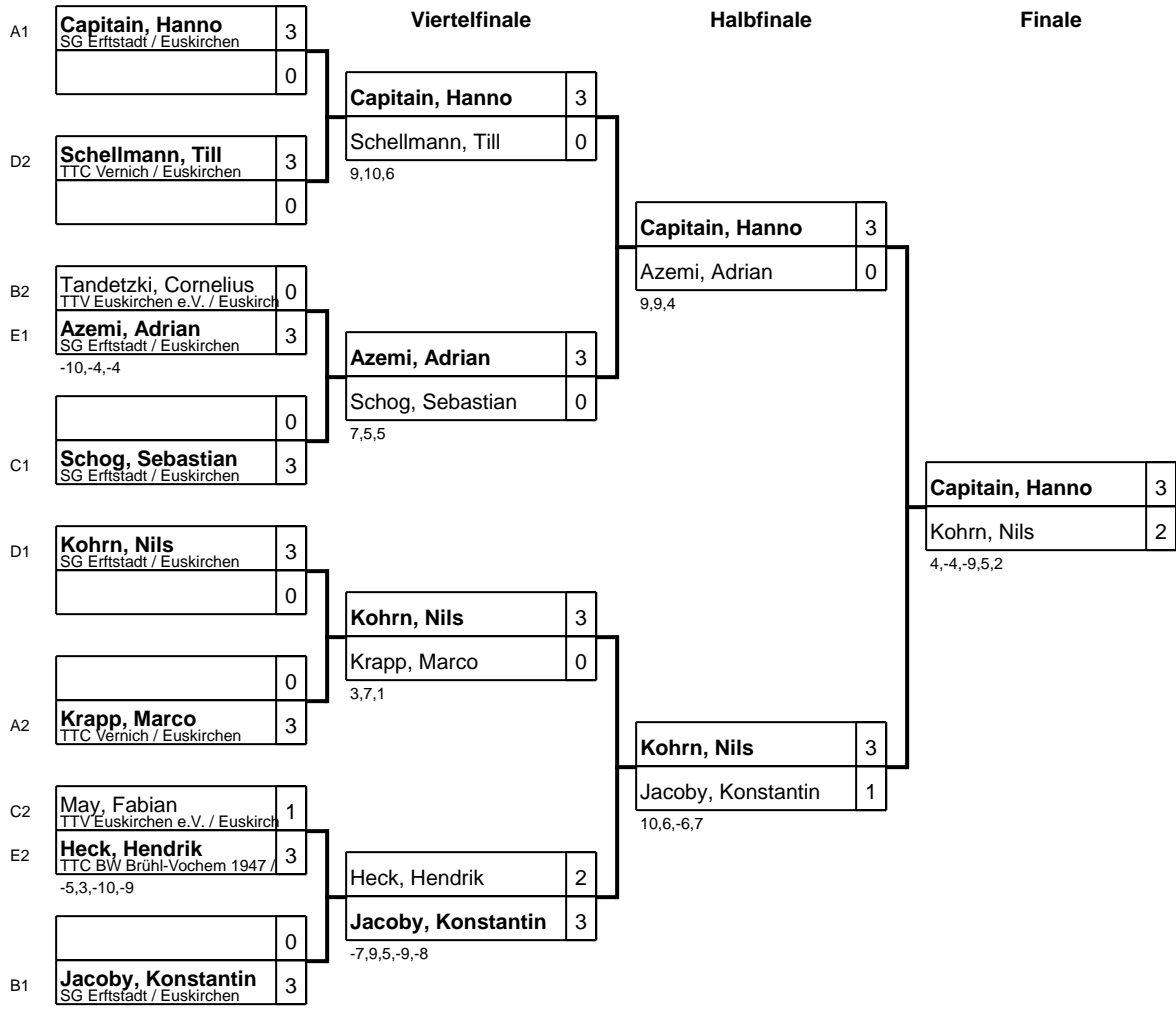 Viertelfinale
Halbfinale
Finale
A1
Capitain, Hanno
3
SG Erftstadt / Euskirchen
0
D2
Schellmann, Till
3
TTC Vernich / Euskirchen
0
B2
Tandetzki, Cornelius
0
TTV Euskirchen e.V. / Euskirch
E1
Azemi, Adrian
3
SG Erftstadt / Euskirchen
-10,-4,-4
0
C1
Schog, Sebastian
3
SG Erftstadt / Euskirchen
D1
Kohrn, Nils
3
SG Erftstadt / Euskirchen
0
0
A2
Krapp, Marco
3
TTC Vernich / Euskirchen
C2
May, Fabian
1
TTV Euskirchen e.V. / Euskirch
E2
Heck, Hendrik
3
TTC BW Brühl-Vochem 1947 /
-5,3,-10,-9
0
B1
Jacoby, Konstantin
3
SG Erftstadt / Euskirchen
Capitain, Hanno
3
Schellmann, Till
0
9,10,6
Azemi, Adrian
3
Schog, Sebastian
0
7,5,5
Kohrn, Nils
3
Krapp, Marco
0
3,7,1
Heck, Hendrik
2
Jacoby, Konstantin
3
-7,9,5,-9,-8
Capitain, Hanno
3
Azemi, Adrian
0
9,9,4
Kohrn, Nils
3
Jacoby, Konstantin
1
10,6,-6,7
Capitain, Hanno
3
Kohrn, Nils
2
4,-4,-9,5,2